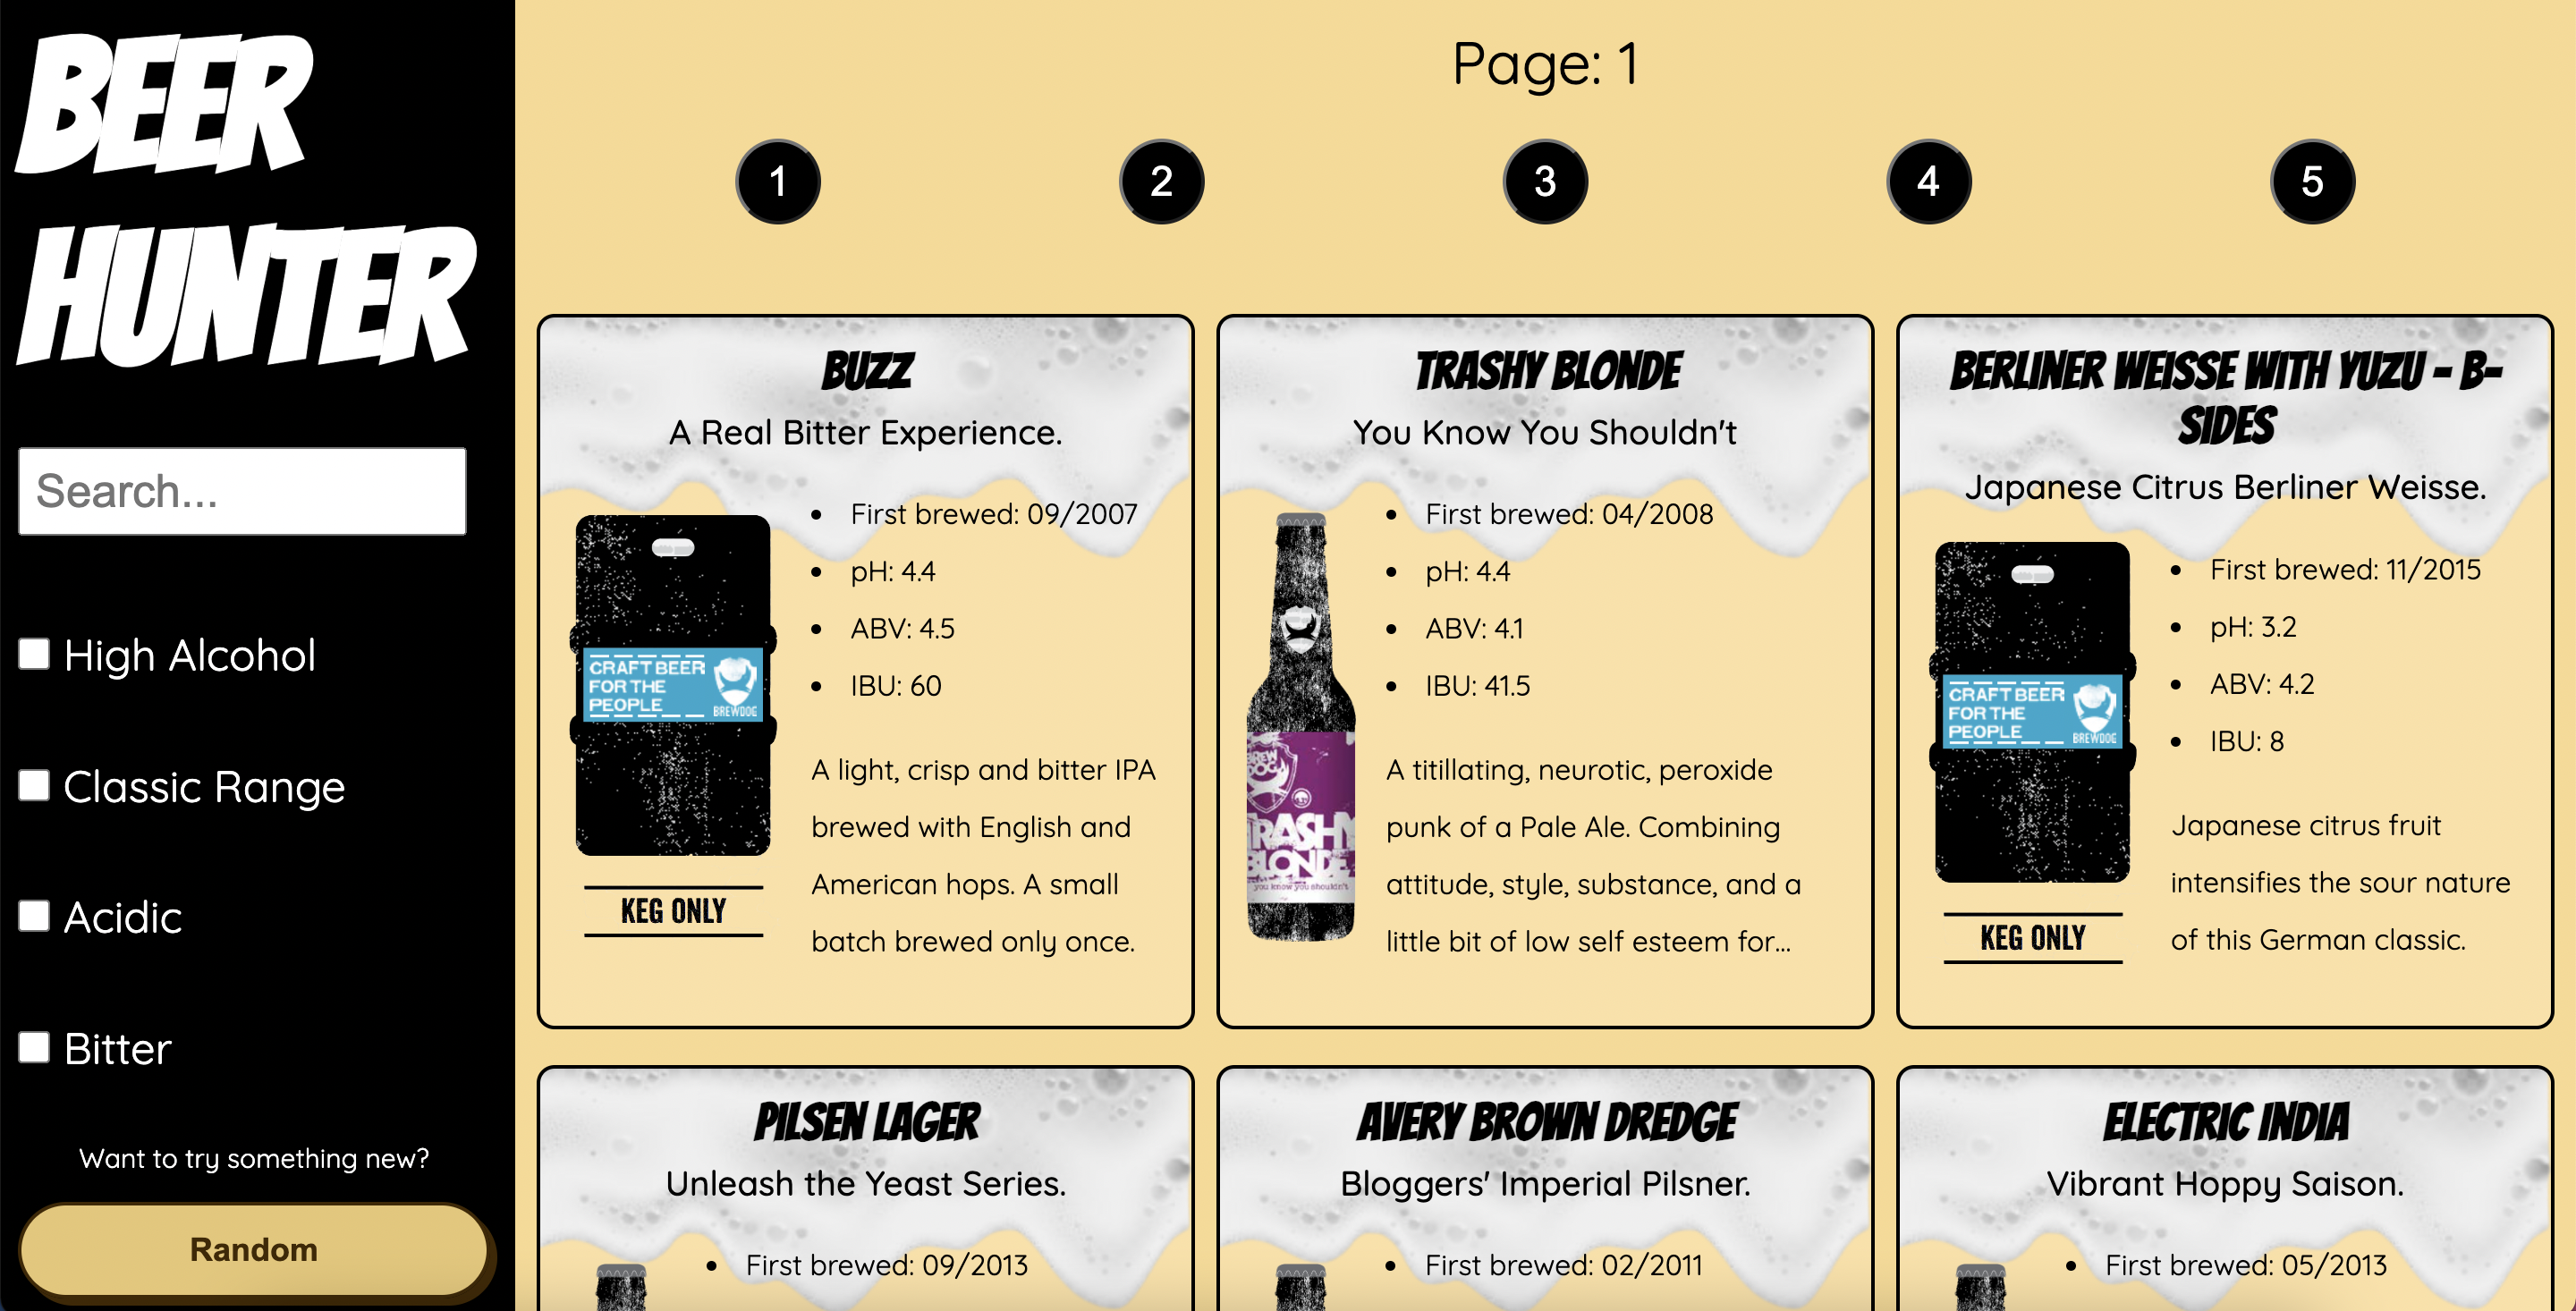 BEER
HUNTER
Search...
High Alcohol
Classic Range
Acidic
Bitter
Want to try something new?
Random
Page: 1
1 2 3 4 5
BUZZ
A Real Bitter Experience.
CRAFT BEER
FOR THE
PEOPLE
BREWDOG
KEG ONLY
• First brewed: 09/2007
• pH: 4.4
• ABV: 4.5
• IBU: 60
A light, crisp and bitter IPA
brewed with English and
American hops. A small
batch brewed only once.
TRASHY BLONDE
You Know You Shouldn't
BREW
DOG
TRASHY
BLONDE
you know you shouldn't
• First brewed: 04/2008
• pH: 4.4
• ABV: 4.1
• IBU: 41.5
A titillating, neurotic, peroxide
punk of a Pale Ale. Combining
attitude, style, substance, and a
little bit of low self esteem for...
BERLINER WEISSE WITH YUZU - B-
SIDES
Japanese Citrus Berliner Weisse.
CRAFT BEER
FOR THE
PEOPLE
BREWDOG
KEG ONLY
• First brewed: 11/2015
• pH: 3.2
• ABV: 4.2
• IBU: 8
Japanese citrus fruit
intensifies the sour nature
of this German classic.
PILSEN LAGER
Unleash the Yeast Series.
• First brewed: 09/2013
AVERY BROWN DREDGE
Bloggers' Imperial Pilsner.
• First brewed: 02/2011
ELECTRIC INDIA
Vibrant Hoppy Saison.
• First brewed: 05/2013